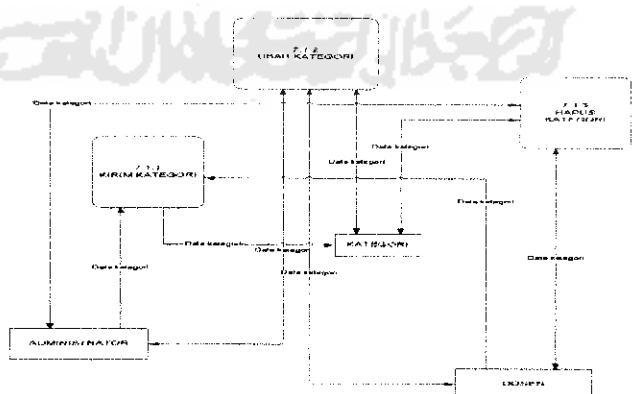 7.1.2
UBAH KATEGORI
Data kategori
7.1.3
HAPUS
KATEGORI
Data kategori
7.1.1
KIRIM KATEGORI
Data kategori
Data kategori
Data kategori
KATEGORI
Data kategori
Data kategori
Data kategori
Data kategori
ADMINISTRATOR
DOSEN